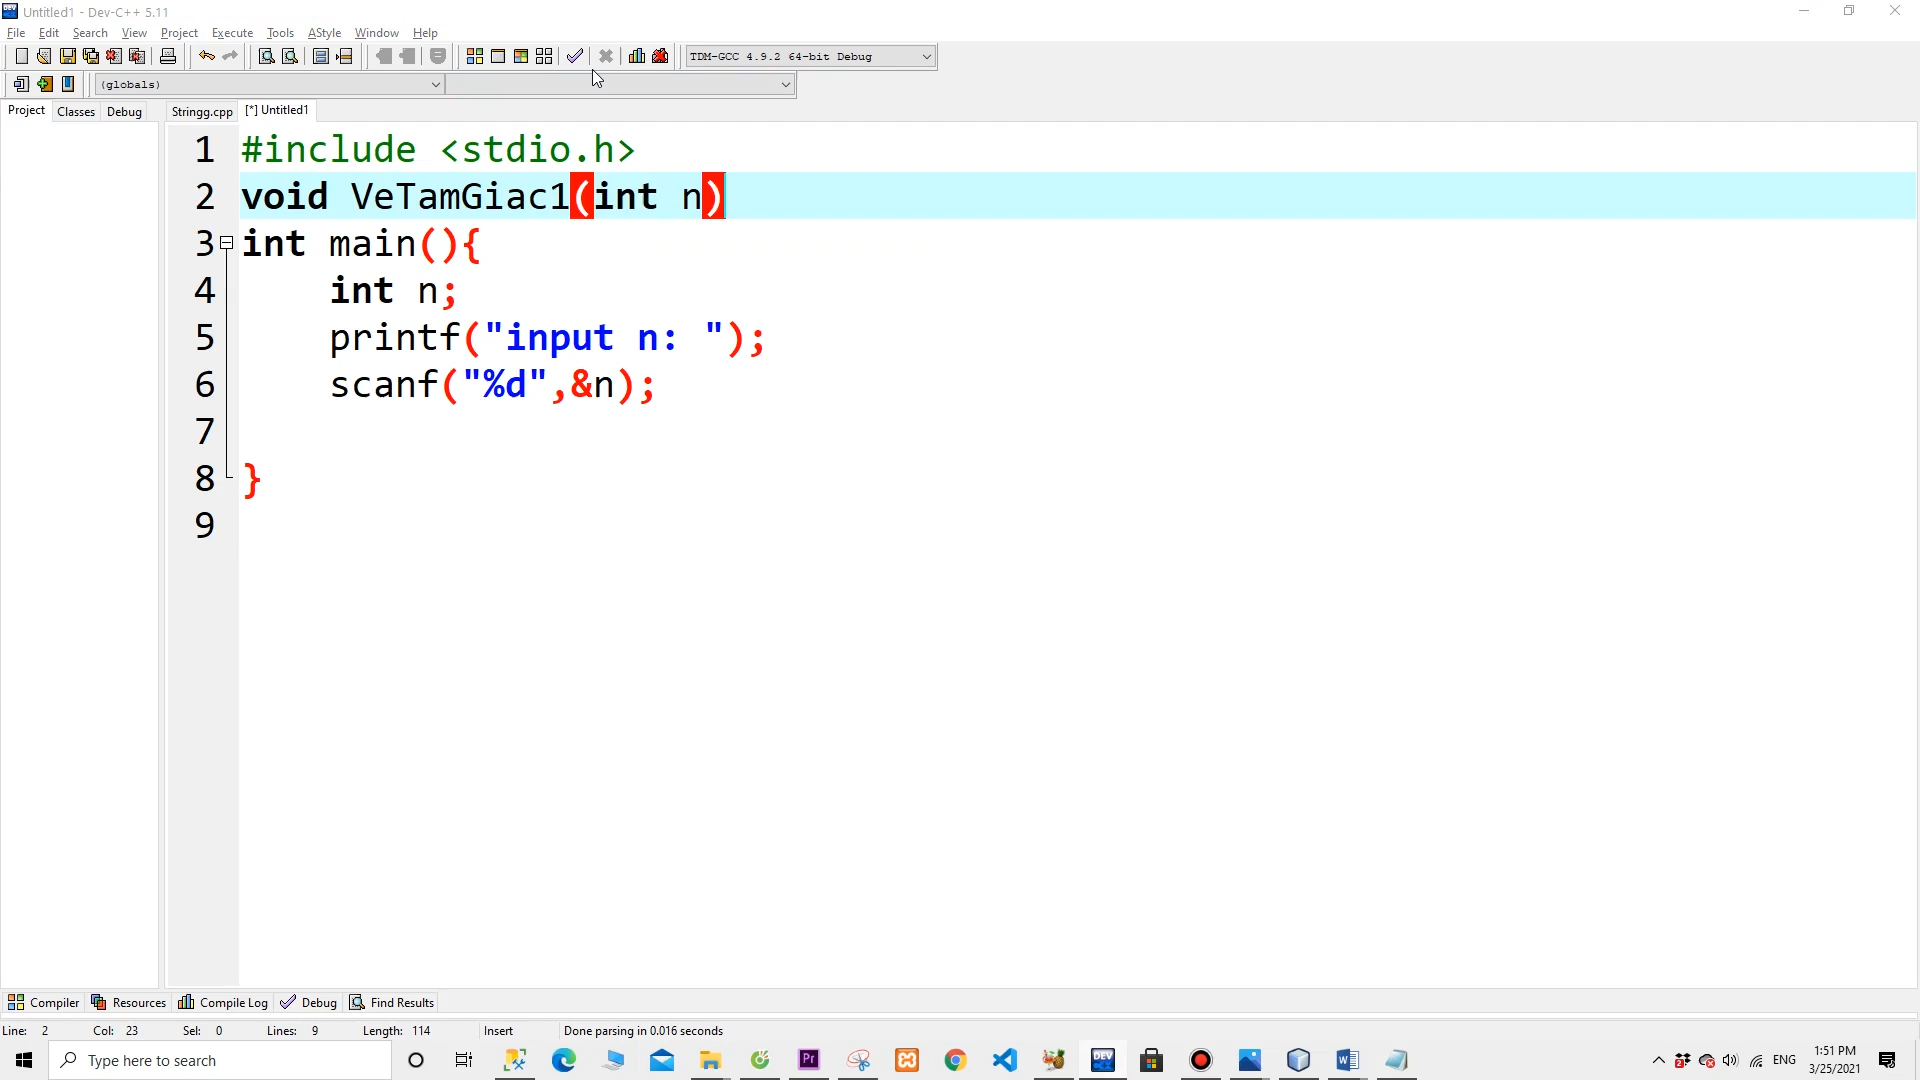 Untitled1 - Dev-C++ 5.11
File Edit Search View Project Execute Tools AStyle Window Help
TDM-GCC 4.9.2 64-bit Debug
(globals)
Project Classes Debug Stringg.cpp [*] Untitled1
1 #include <stdio.h>
2 void VeTamGiac1(int n)
3 int main(){
4 int n;
5 printf("input n: ");
6 scanf("%d",&n);
7
8 }
9
Compiler Resources Compile Log Debug Find Results
Line: 2 Col: 23 Sel: 0 Lines: 9 Length: 114 Insert Done parsing in 0.016 seconds
Type here to search
Pr
DEV
ENG
1:51 PM
3/25/2021